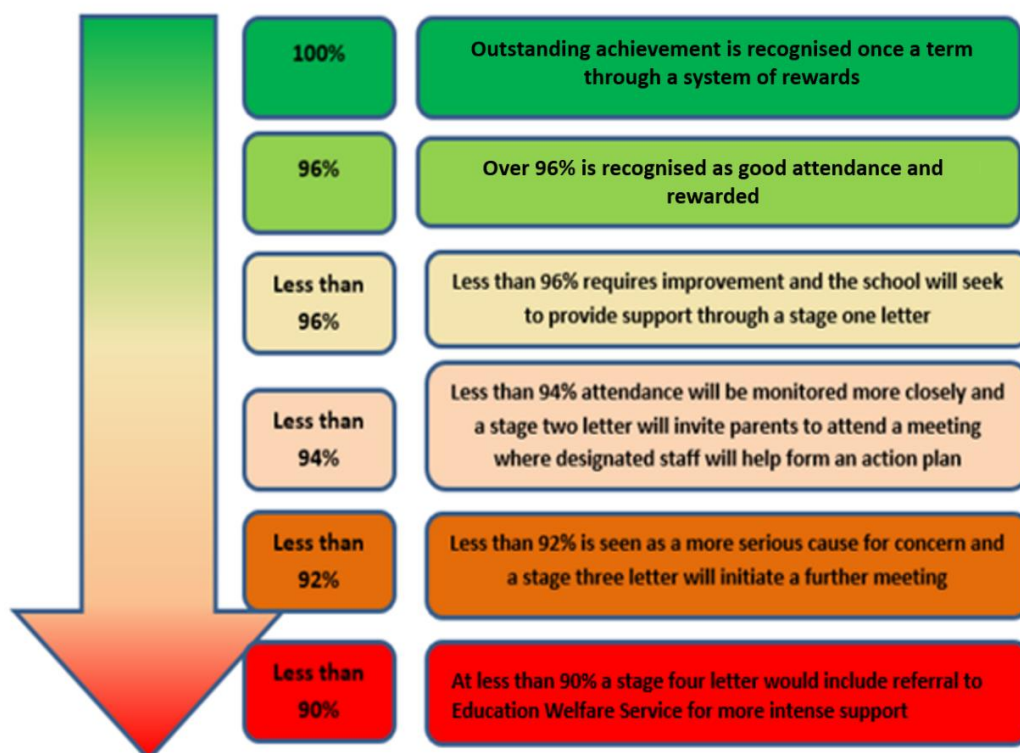 100%
Outstanding achievement is recognised once a term
through a system of rewards
96%
Over 96% is recognised as good attendance and
rewarded
Less than
96%
Less than 96% requires improvement and the school will seek
to provide support through a stage one letter
Less than
94%
Less than 94% attendance will be monitored more closely and
a stage two letter will invite parents to attend a meeting
where designated staff will help form an action plan
Less than
92%
Less than 92% is seen as a more serious cause for concern and
a stage three letter will initiate a further meeting
Less than
90%
At less than 90% a stage four letter would include referral to
Education Welfare Service for more intense support